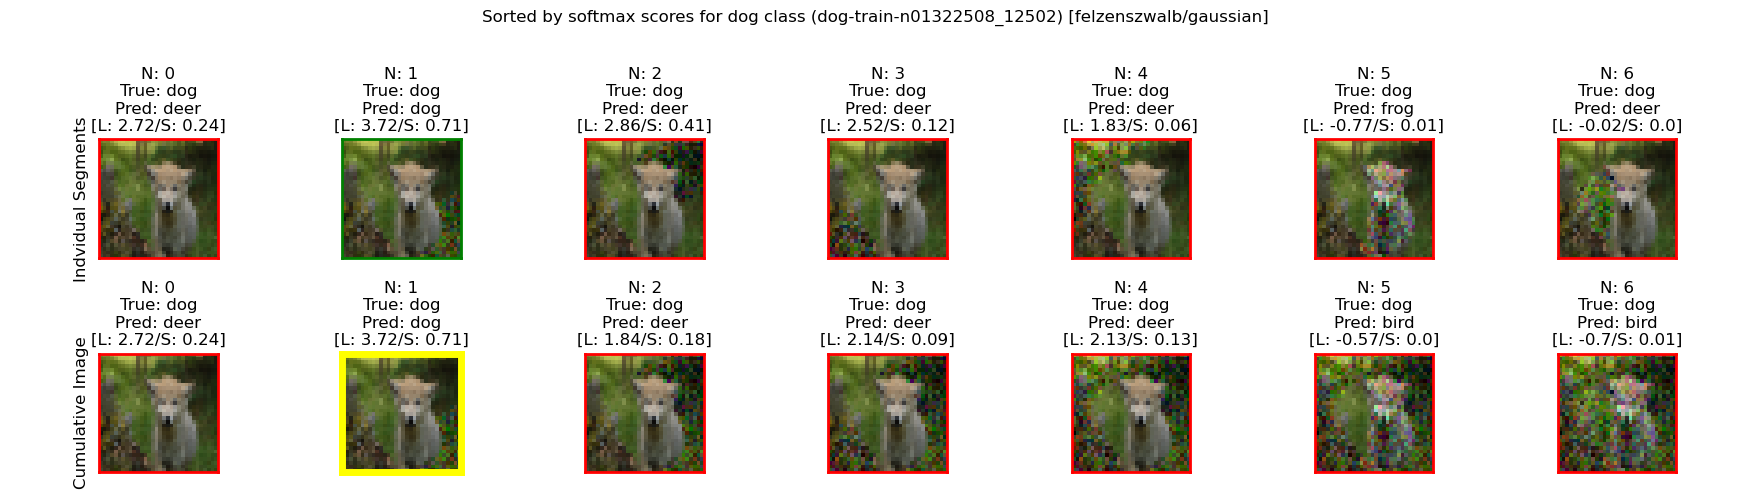 Sorted by softmax scores for dog class (dog-train-n01322508_12502) [felzenszwalb/gaussian]
Indvidual Segments
N: 0
True: dog
Pred: deer
[L: 2.72/S: 0.24]
N: 1
True: dog
Pred: dog
[L: 3.72/S: 0.71]
N: 2
True: dog
Pred: deer
[L: 2.86/S: 0.41]
N: 3
True: dog
Pred: deer
[L: 2.52/S: 0.12]
N: 4
True: dog
Pred: deer
[L: 1.83/S: 0.06]
N: 5
True: dog
Pred: frog
[L: -0.77/S: 0.01]
N: 6
True: dog
Pred: deer
[L: -0.02/S: 0.0]
Cumulative Image
N: 0
True: dog
Pred: deer
[L: 2.72/S: 0.24]
N: 1
True: dog
Pred: dog
[L: 3.72/S: 0.71]
N: 2
True: dog
Pred: deer
[L: 1.84/S: 0.18]
N: 3
True: dog
Pred: deer
[L: 2.14/S: 0.09]
N: 4
True: dog
Pred: deer
[L: 2.13/S: 0.13]
N: 5
True: dog
Pred: bird
[L: -0.57/S: 0.0]
N: 6
True: dog
Pred: bird
[L: -0.7/S: 0.01]